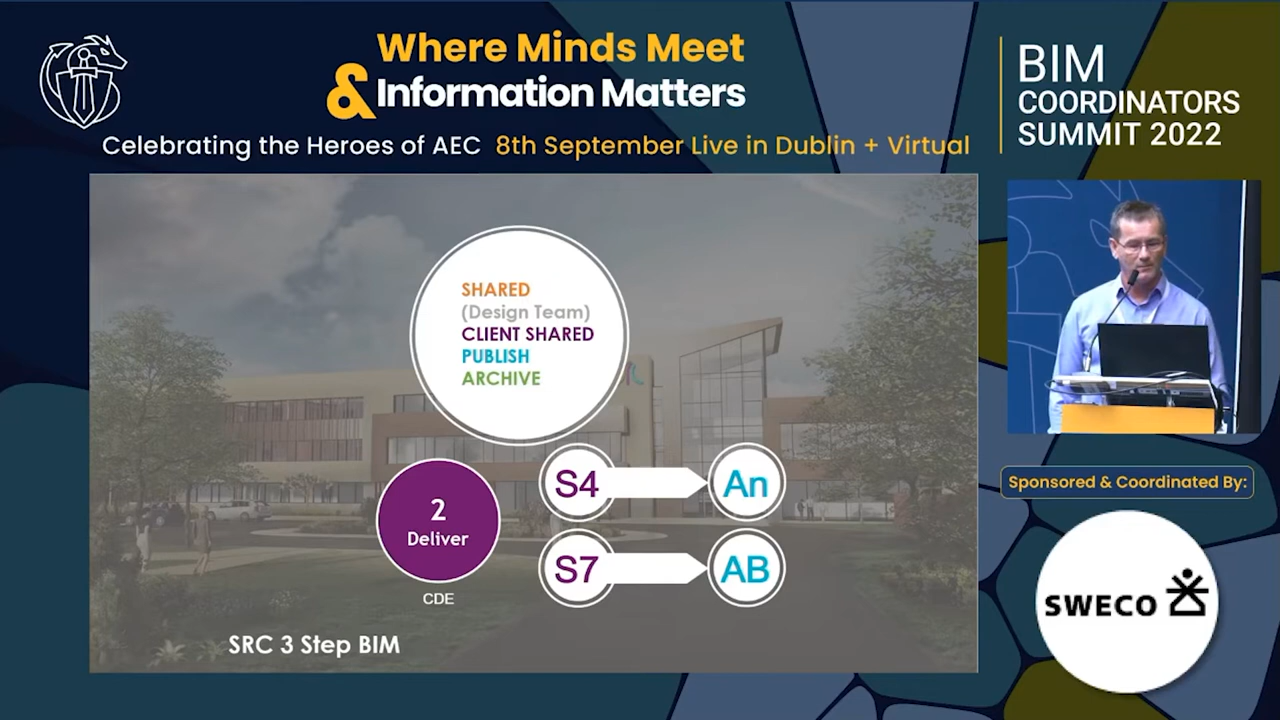 Where Minds Meet
& Information Matters
Celebrating the Heroes of AEC 8th September Live in Dublin + Virtual
BIM
COORDINATORS
SUMMIT 2022
SHARED
(Design Team)
CLIENT SHARED
PUBLISH
ARCHIVE
S4
An
2
Deliver
S7
AB
CDE
SRC 3 Step BIM
Sponsored & Coordinated By:
SWECO